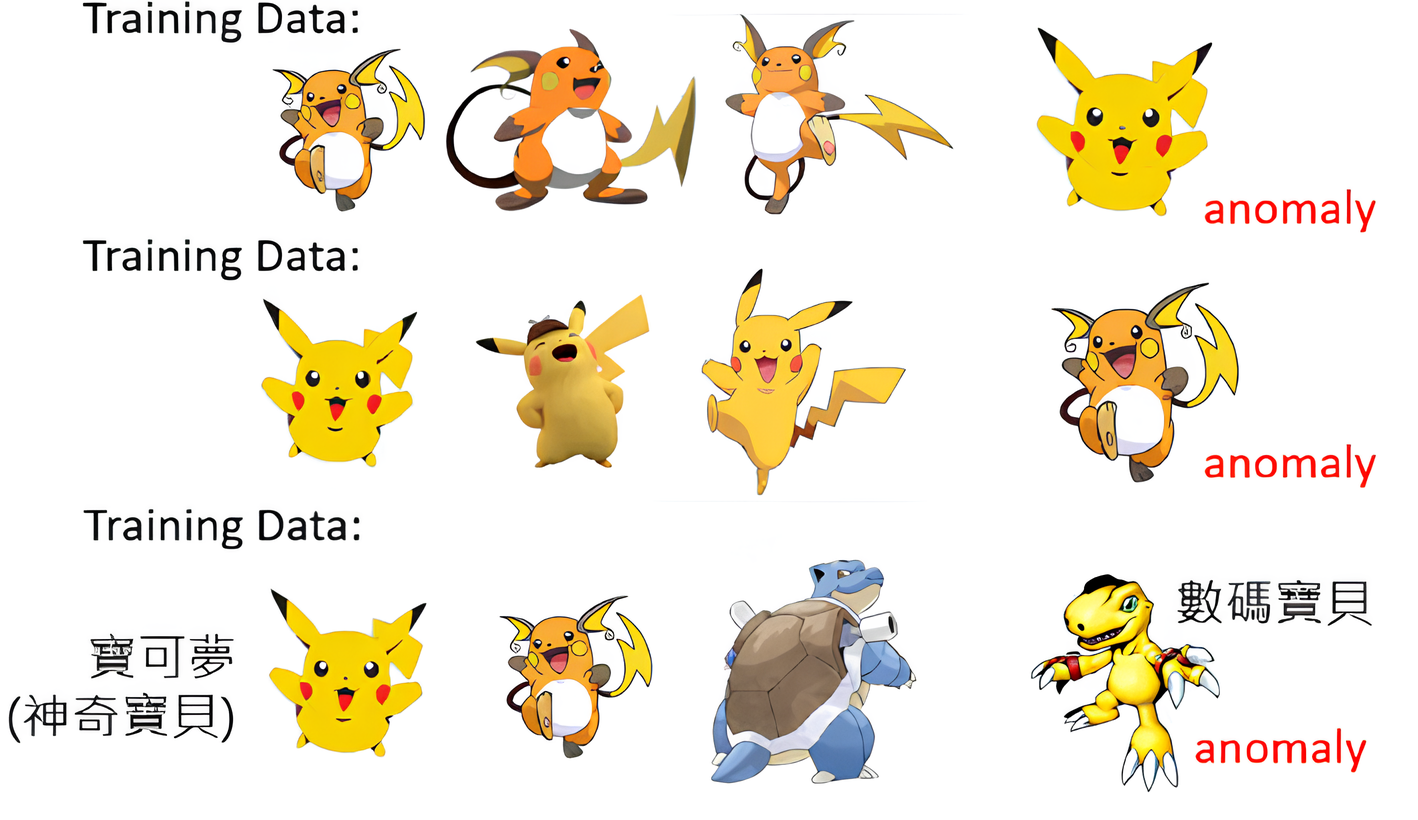 Training Data:
anomaly
Training Data:
anomaly
Training Data:
寶可夢
(神奇寶貝)
數碼寶貝
anomaly